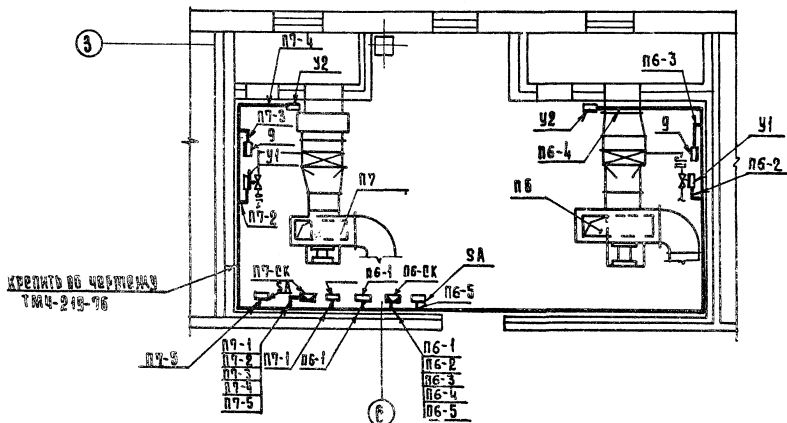 П7-4
У2
3
П6-3
П7-3
9
У1
П7-2
У2
П6-4
9
У1
П6-2
П7
П6
крепить по чертежу
ТМ4-219-76
П7-СК
SA
П6-1
П6-СК
SA
П6-5
П7-5
П7-1
П7-2
П7-3
П7-4
П7-5
П7-1
П6-1
П6-1
П6-2
П6-3
П6-4
П6-5